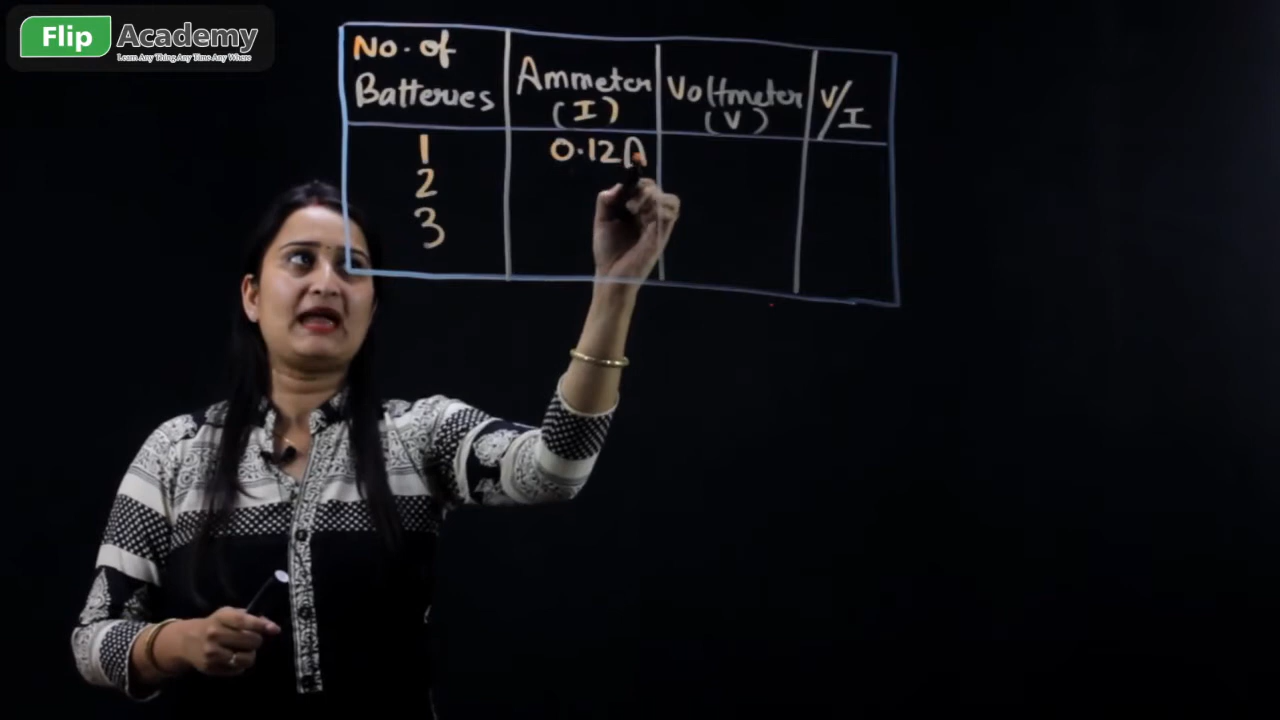 Flip Academy
Learn Any Thing Any Time Any Where
No. of Batteries
Ammeter (I)
Voltmeter (V)
V/I
1
0.12A
2
3